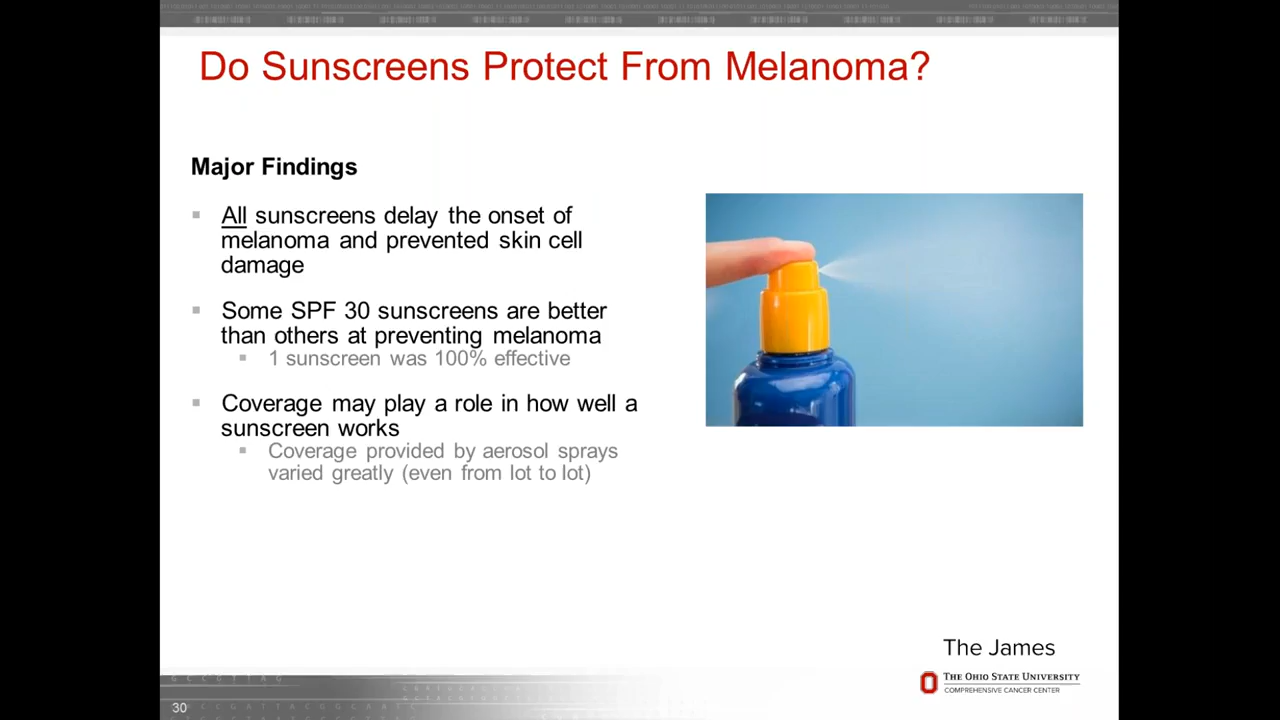 Do Sunscreens Protect From Melanoma?
Major Findings
All sunscreens delay the onset of
melanoma and prevented skin cell
damage
Some SPF 30 sunscreens are better
than others at preventing melanoma
1 sunscreen was 100% effective
Coverage may play a role in how well a
sunscreen works
Coverage provided by aerosol sprays
varied greatly (even from lot to lot)
The James
THE OHIO STATE UNIVERSITY
COMPREHENSIVE CANCER CENTER
30